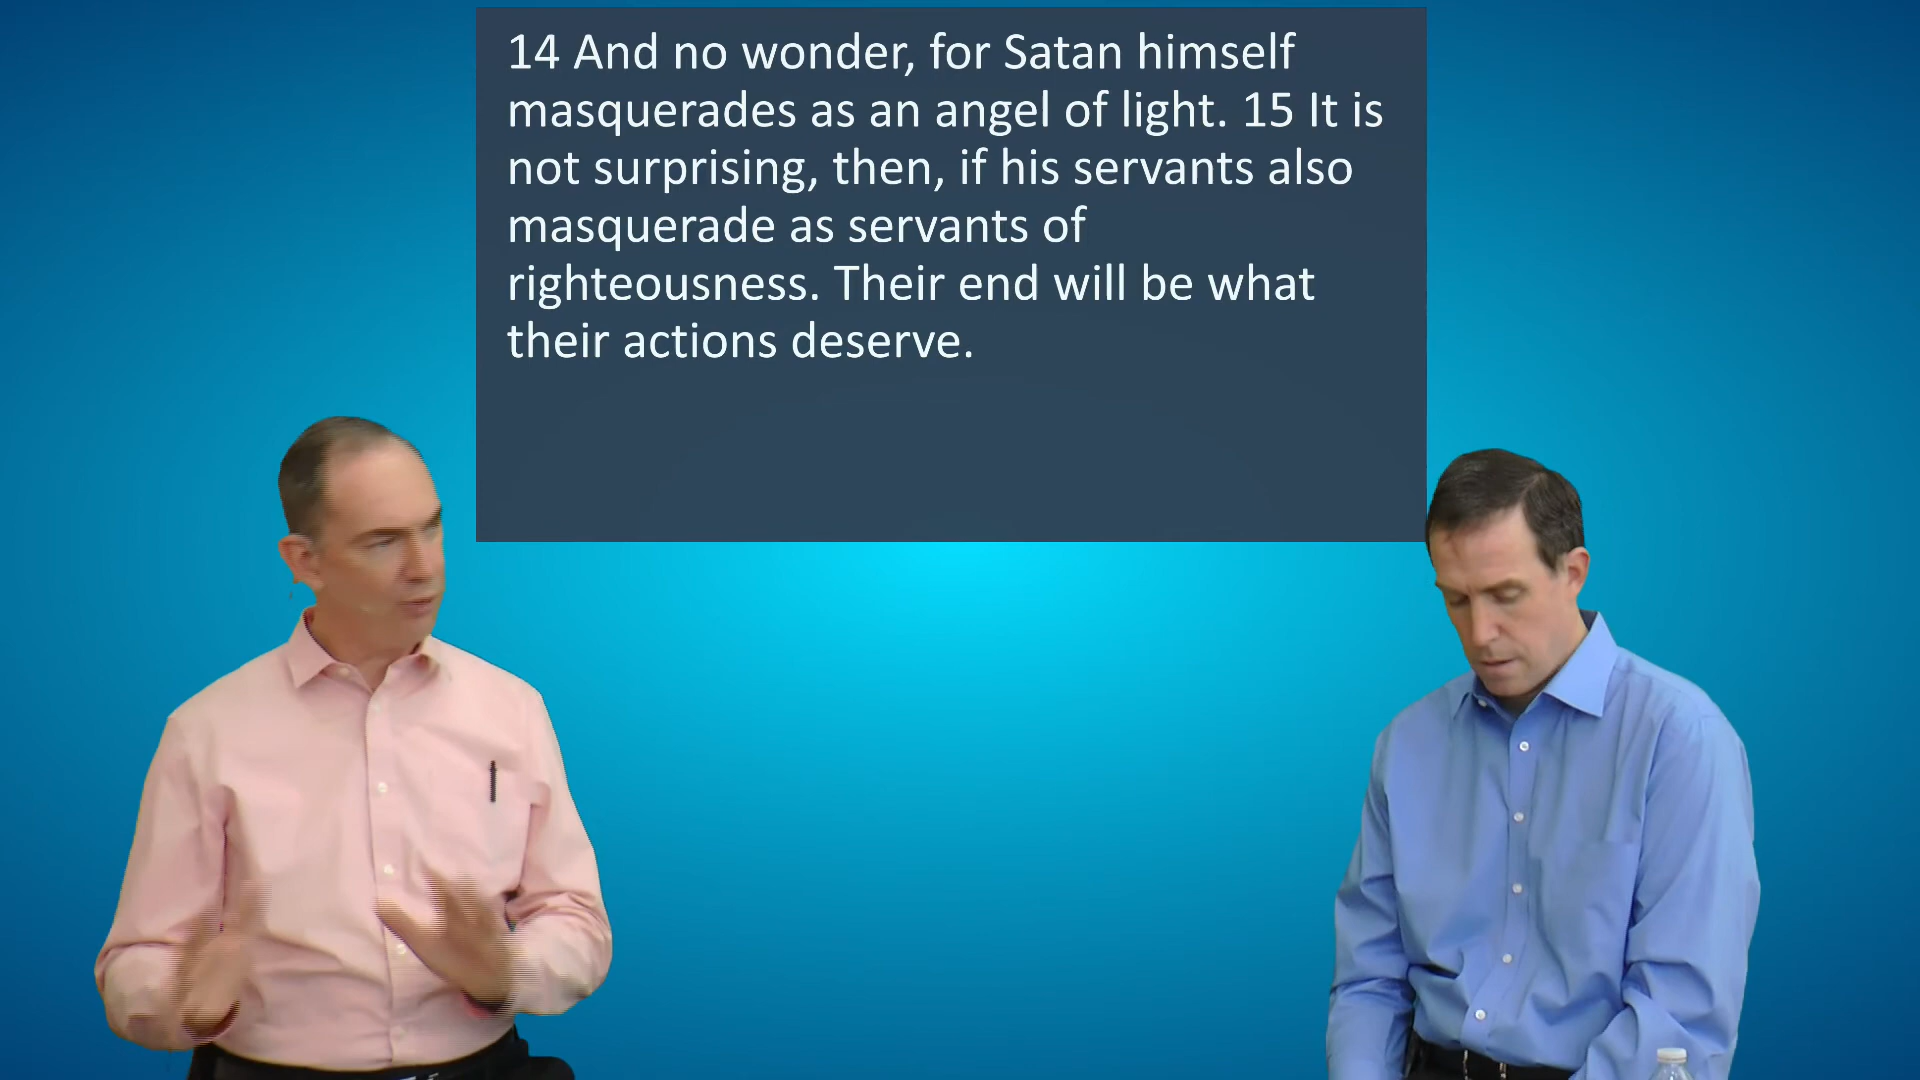 14 And no wonder, for Satan himself
masquerades as an angel of light. 15 It is
not surprising, then, if his servants also
masquerade as servants of
righteousness. Their end will be what
their actions deserve.